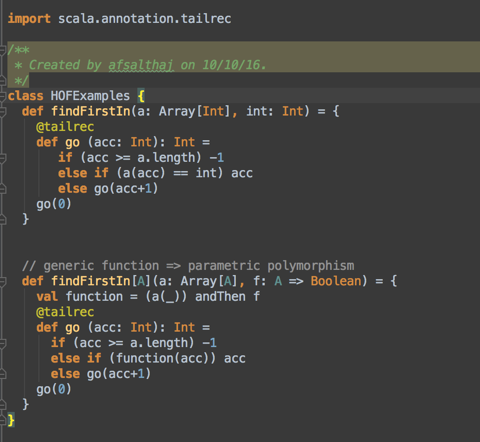 import scala.annotation.tailrec
/**
 * Created by afsalthaj on 10/10/16.
 */
class HOFExamples {
  def findFirstIn(a: Array[Int], int: Int) = {
    @tailrec
    def go (acc: Int): Int =
       if (acc >= a.length) -1
       else if (a(acc) == int) acc
       else go(acc+1)
    go(0)
  }
  // generic function => parametric polymorphism
  def findFirstIn[A](a: Array[A], f: A => Boolean) = {
    val function = (a(_)) andThen f
    @tailrec
    def go (acc: Int): Int =
      if (acc >= a.length) -1
      else if (function(acc)) acc
      else go(acc+1)
    go(0)
  }
}